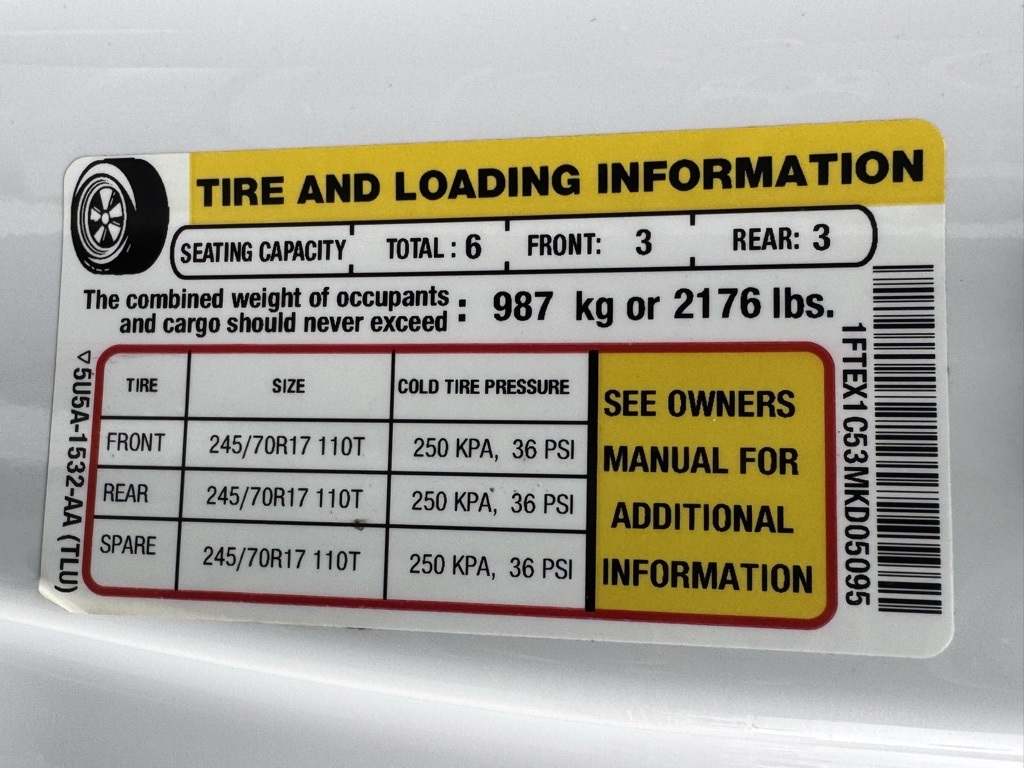 TIRE AND LOADING INFORMATION
SEATING CAPACITY TOTAL : 6 FRONT: 3 REAR: 3
The combined weight of occupants
and cargo should never exceed : 987 kg or 2176 lbs.
TIRE SIZE COLD TIRE PRESSURE
FRONT 245/70R17 110T 250 KPA, 36 PSI
REAR 245/70R17 110T 250 KPA, 36 PSI
SPARE 245/70R17 110T 250 KPA, 36 PSI
SEE OWNERS
MANUAL FOR
ADDITIONAL
INFORMATION
▽5U5A-1532-AA (TLU)
1FTEX1C53MKD05095